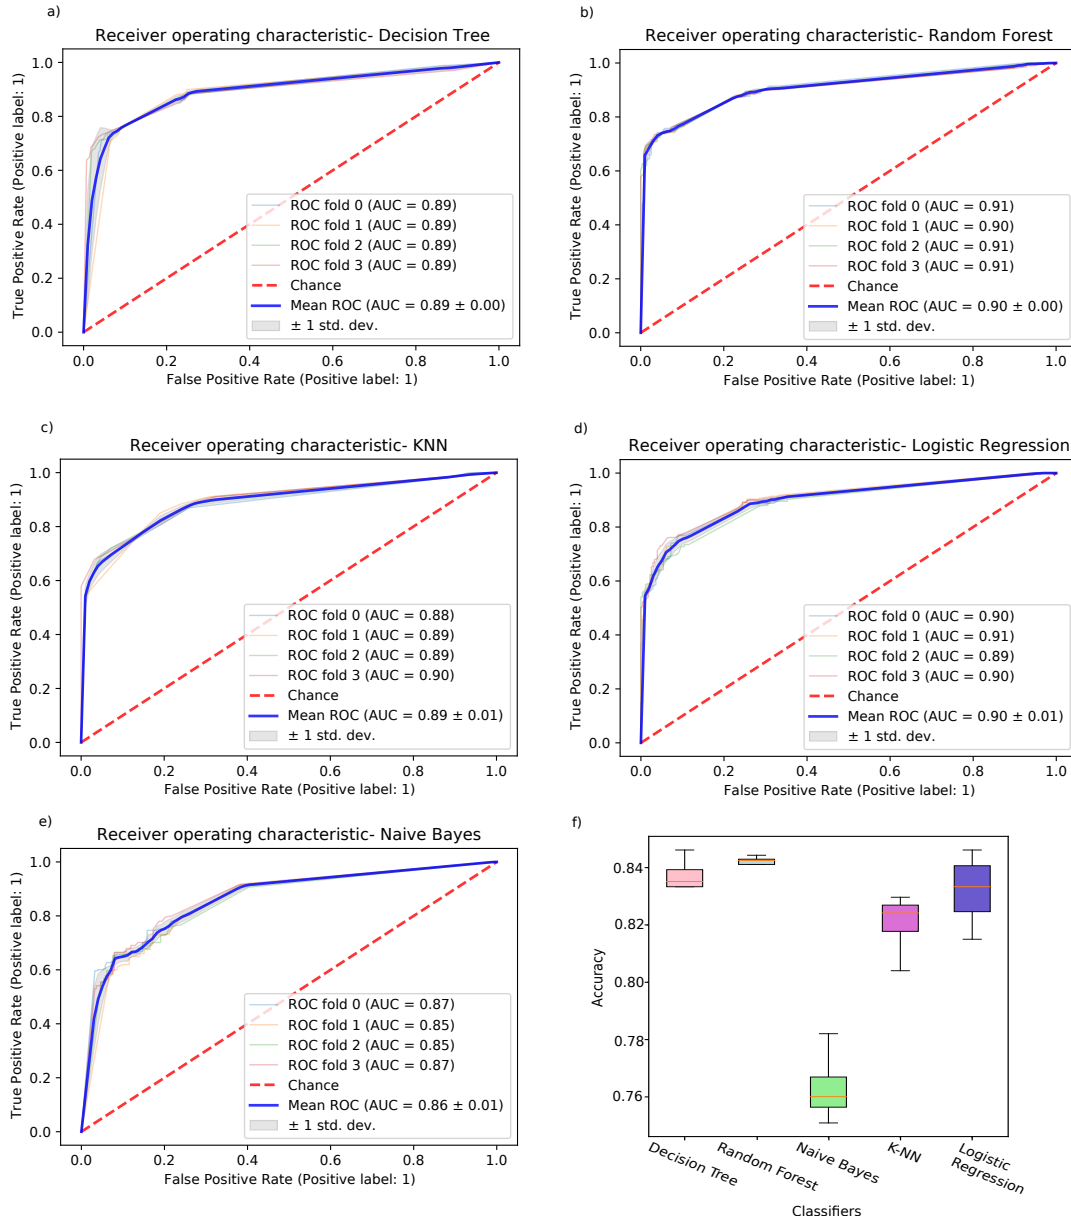 a)
Receiver operating characteristic- Decision Tree
True Positive Rate (Positive label: 1)
1.0
0.8
0.6
0.4
0.2
0.0
ROC fold 0 (AUC = 0.89)
ROC fold 1 (AUC = 0.89)
ROC fold 2 (AUC = 0.89)
ROC fold 3 (AUC = 0.89)
Chance
Mean ROC (AUC = 0.89 ± 0.00)
± 1 std. dev.
0.0 0.2 0.4 0.6 0.8 1.0
False Positive Rate (Positive label: 1)
b)
Receiver operating characteristic- Random Forest
True Positive Rate (Positive label: 1)
1.0
0.8
0.6
0.4
0.2
0.0
ROC fold 0 (AUC = 0.91)
ROC fold 1 (AUC = 0.90)
ROC fold 2 (AUC = 0.91)
ROC fold 3 (AUC = 0.91)
Chance
Mean ROC (AUC = 0.90 ± 0.00)
± 1 std. dev.
0.0 0.2 0.4 0.6 0.8 1.0
False Positive Rate (Positive label: 1)
c)
Receiver operating characteristic- KNN
True Positive Rate (Positive label: 1)
1.0
0.8
0.6
0.4
0.2
0.0
ROC fold 0 (AUC = 0.88)
ROC fold 1 (AUC = 0.89)
ROC fold 2 (AUC = 0.89)
ROC fold 3 (AUC = 0.90)
Chance
Mean ROC (AUC = 0.89 ± 0.01)
± 1 std. dev.
0.0 0.2 0.4 0.6 0.8 1.0
False Positive Rate (Positive label: 1)
d)
Receiver operating characteristic- Logistic Regression
True Positive Rate (Positive label: 1)
1.0
0.8
0.6
0.4
0.2
0.0
ROC fold 0 (AUC = 0.90)
ROC fold 1 (AUC = 0.91)
ROC fold 2 (AUC = 0.89)
ROC fold 3 (AUC = 0.90)
Chance
Mean ROC (AUC = 0.90 ± 0.01)
± 1 std. dev.
0.0 0.2 0.4 0.6 0.8 1.0
False Positive Rate (Positive label: 1)
e)
Receiver operating characteristic- Naive Bayes
True Positive Rate (Positive label: 1)
1.0
0.8
0.6
0.4
0.2
0.0
ROC fold 0 (AUC = 0.87)
ROC fold 1 (AUC = 0.85)
ROC fold 2 (AUC = 0.85)
ROC fold 3 (AUC = 0.87)
Chance
Mean ROC (AUC = 0.86 ± 0.01)
± 1 std. dev.
0.0 0.2 0.4 0.6 0.8 1.0
False Positive Rate (Positive label: 1)
f)
Accuracy
0.84
0.82
0.80
0.78
0.76
Decision Tree
Random Forest
Naive Bayes
K-NN
Logistic
Regression
Classifiers